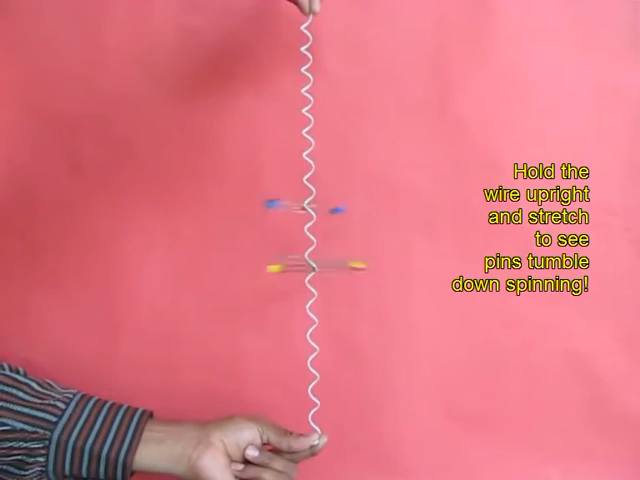 Hold the
wire upright
and stretch
to see
pins tumble
down spinning!